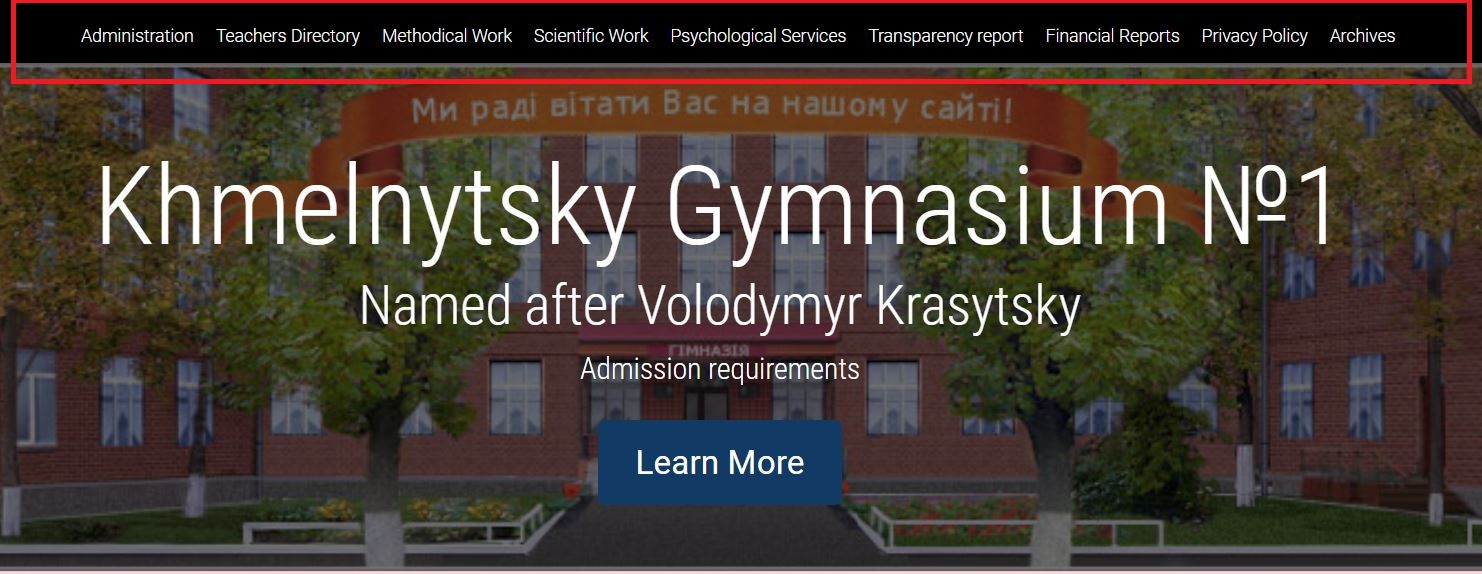 Administration Teachers Directory Methodical Work Scientific Work Psychological Services Transparency report Financial Reports Privacy Policy Archives
Ми раді вітати Вас на нашому сайті!
Khmelnytsky Gymnasium №1
Named after Volodymyr Krasytsky
ГІМНАЗІЯ
Admission requirements
Learn More